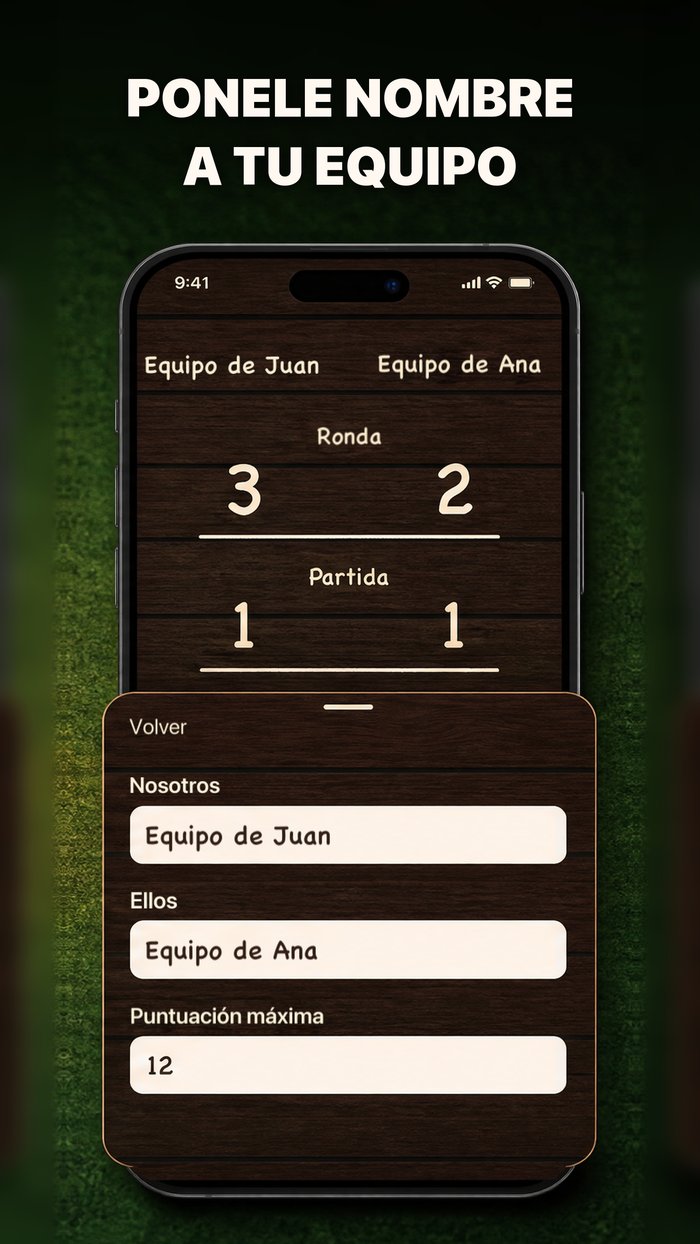 PONELE NOMBRE
A TU EQUIPO
9:41
Equipo de Juan Equipo de Ana
Ronda
3 2
Partida
1 1
Volver
Nosotros
Equipo de Juan
Ellos
Equipo de Ana
Puntuación máxima
12